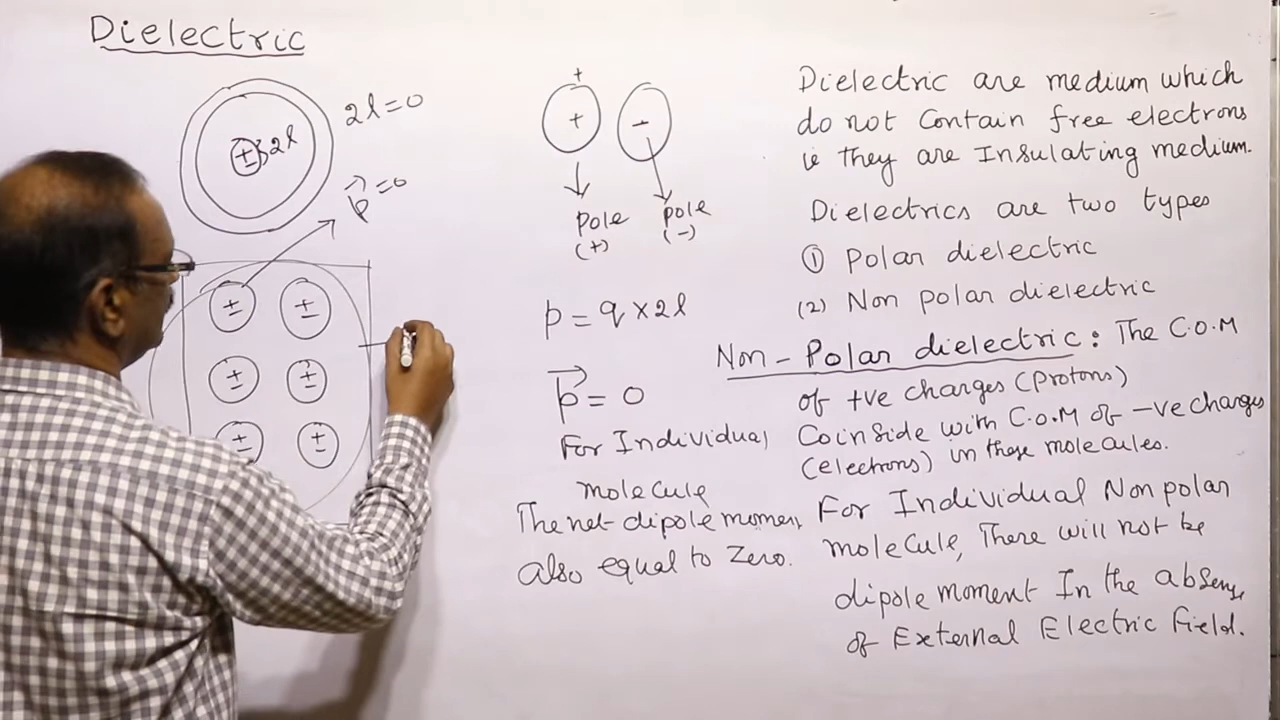 Dielectric
2l=0
±
2l
p=0
± ±
± ±
± ±
+
+ -
pole pole
(+) (-)
p = q × 2l
p = 0
For Individual
molecule
The net dipole momen
also equal to Zero.
Dielectric are medium which
do not Contain free electrons
ie they are Insulating medium.
Dielectrics are two types
① Polar dielectric
(2) Non polar dielectric
Non-Polar dielectric: The C.O.M
of +ve charges (Protons)
Coinside with C.O.M of -ve charges
(electrons) in these molecules.
For Individual Non polar
molecule, There will not be
dipole moment In the absense
of External Electric Field.